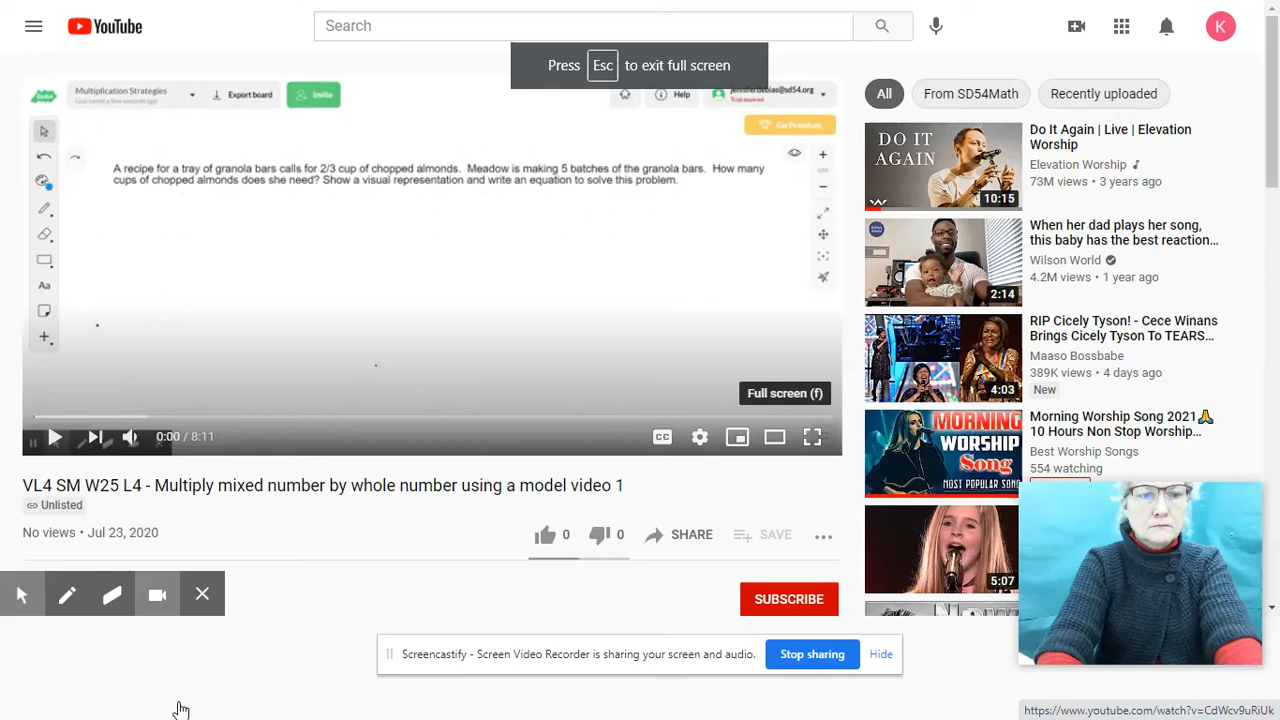 YouTube
Search
K
Press Esc to exit full screen
Multiplication Strategies
Export board
Invite
Help
Trial expired
Go Premium
A recipe for a tray of granola bars calls for 2/3 cup of chopped almonds. Meadow is making 5 batches of the granola bars. How many
cups of chopped almonds does she need? Show a visual representation and write an equation to solve this problem.
Aa
Full screen (f)
0:00 / 8:11
CC
VL4 SM W25 L4 - Multiply mixed number by whole number using a model video 1
Unlisted
No views • Jul 23, 2020
0
0
SHARE
SAVE
SUBSCRIBE
All
From SD54Math
Recently uploaded
DO IT
AGAIN
10:15
Do It Again | Live | Elevation
Worship
Elevation Worship
73M views • 3 years ago
2:14
When her dad plays her song,
this baby has the best reaction...
Wilson World
4.2M views • 1 year ago
4:03
RIP Cicely Tyson! - Cece Winans
Brings Cicely Tyson To TEARS...
Maaso Bossbabe
389K views • 4 days ago
New
MORNING
WORSHIP
Song
MOST POPULAR SONG
Morning Worship Song 2021🙏
10 Hours Non Stop Worship...
Best Worship Songs
554 watching
5:07
Screencastify - Screen Video Recorder is sharing your screen and audio.
Stop sharing
Hide
https://www.youtube.com/watch?v=CdWcv9uRiUk